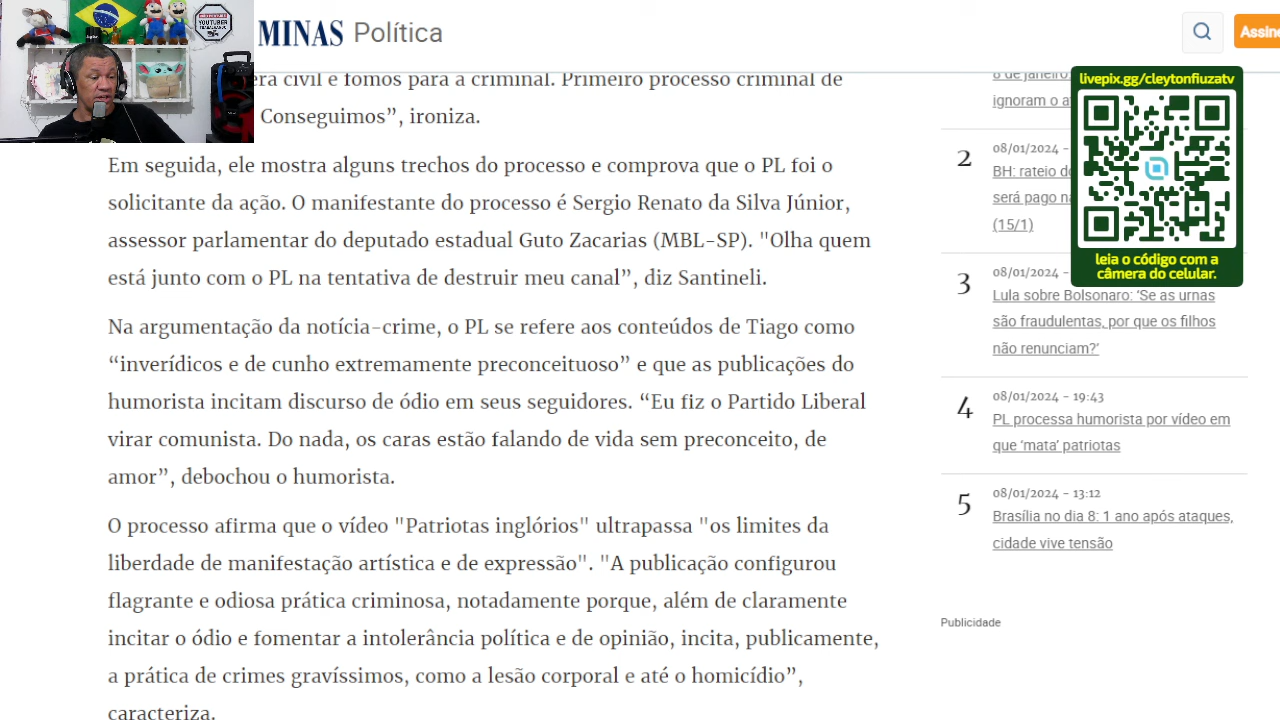 MINAS Política
Assine
era civil e fomos para a criminal. Primeiro processo criminal de
Conseguimos”, ironiza.
Em seguida, ele mostra alguns trechos do processo e comprova que o PL foi o
solicitante da ação. O manifestante do processo é Sergio Renato da Silva Júnior,
assessor parlamentar do deputado estadual Guto Zacarias (MBL-SP). "Olha quem
está junto com o PL na tentativa de destruir meu canal”, diz Santineli.
Na argumentação da notícia-crime, o PL se refere aos conteúdos de Tiago como
“inverídicos e de cunho extremamente preconceituoso” e que as publicações do
humorista incitam discurso de ódio em seus seguidores. “Eu fiz o Partido Liberal
virar comunista. Do nada, os caras estão falando de vida sem preconceito, de
amor”, debochou o humorista.
O processo afirma que o vídeo "Patriotas inglórios" ultrapassa "os limites da
liberdade de manifestação artística e de expressão". "A publicação configurou
flagrante e odiosa prática criminosa, notadamente porque, além de claramente
incitar o ódio e fomentar a intolerância política e de opinião, incita, publicamente,
a prática de crimes gravíssimos, como a lesão corporal e até o homicídio”,
caracteriza.
8 de janeiro:
ignoram o
2
08/01/2024 -
BH: rateio
será pago
(15/1)
3
08/01/2024 -
Lula sobre Bolsonaro: ‘Se as urnas
são fraudulentas, por que os filhos
não renunciam?’
4
08/01/2024 - 19:43
PL processa humorista por vídeo em
que ‘mata’ patriotas
5
08/01/2024 - 13:12
Brasília no dia 8: 1 ano após ataques,
cidade vive tensão
Publicidade
livepix.gg/cleytonfiuzatv
leia o código com a
câmera do celular.